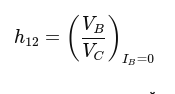 h_{12} = \left( \frac{V_B}{V_C} \right)_{I_B=0}